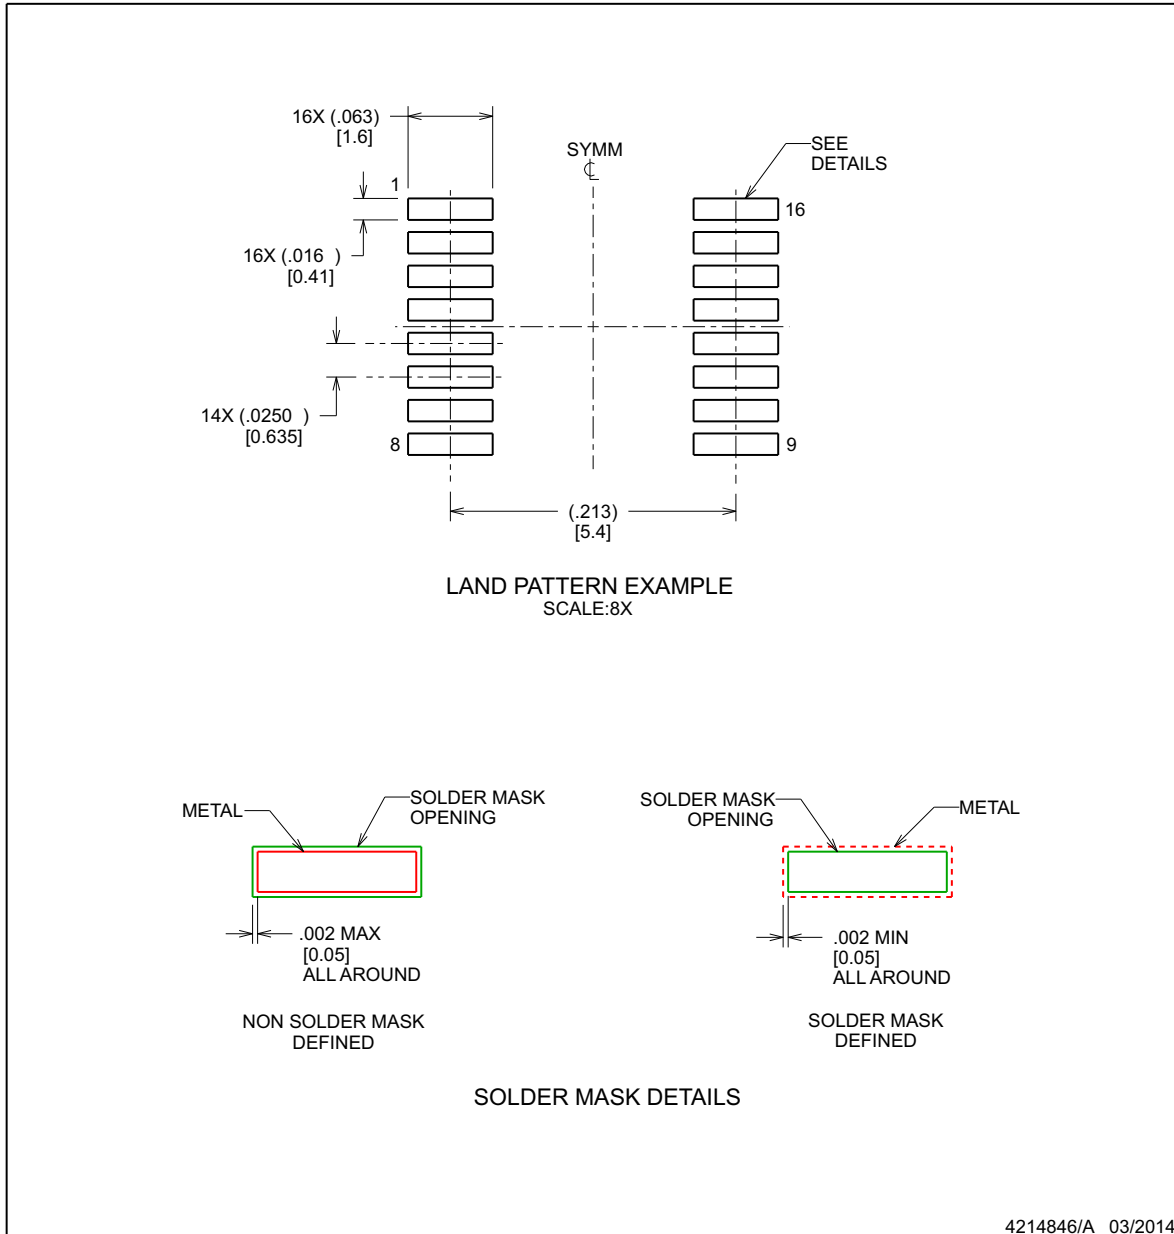 16X (.063)
[1.6]
SYMM
℄
SEE
DETAILS
1
16
16X (.016 )
[0.41]
14X (.0250 )
[0.635]
8
9
(.213)
[5.4]
LAND PATTERN EXAMPLE
SCALE:8X
METAL
SOLDER MASK
OPENING
.002 MAX
[0.05]
ALL AROUND
NON SOLDER MASK
DEFINED
SOLDER MASK
OPENING
METAL
.002 MIN
[0.05]
ALL AROUND
SOLDER MASK
DEFINED
SOLDER MASK DETAILS
4214846/A 03/2014